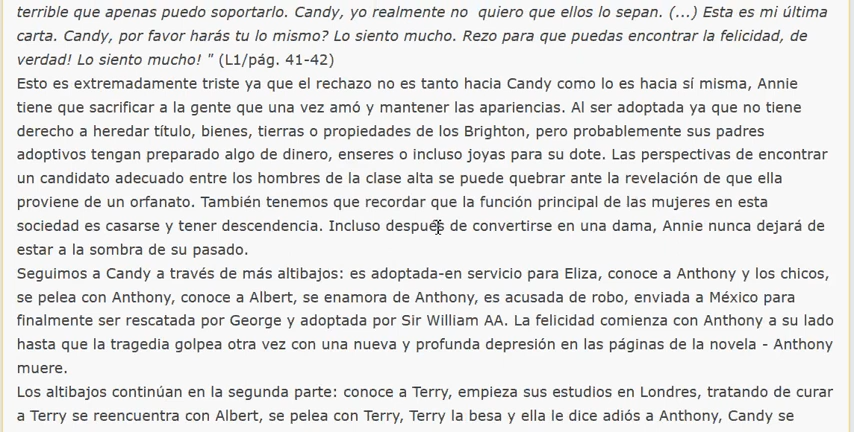 terrible que apenas puedo soportarlo. Candy, yo realmente no  quiero que ellos lo sepan. (...) Esta es mi última
carta. Candy, por favor harás tu lo mismo? Lo siento mucho. Rezo para que puedas encontrar la felicidad, de
verdad! Lo siento mucho! " (L1/pág. 41-42)
Esto es extremadamente triste ya que el rechazo no es tanto hacia Candy como lo es hacia sí misma, Annie
tiene que sacrificar a la gente que una vez amó y mantener las apariencias. Al ser adoptada ya que no tiene
derecho a heredar título, bienes, tierras o propiedades de los Brighton, pero probablemente sus padres
adoptivos tengan preparado algo de dinero, enseres o incluso joyas para su dote. Las perspectivas de encontrar
un candidato adecuado entre los hombres de la clase alta se puede quebrar ante la revelación de que ella
proviene de un orfanato. También tenemos que recordar que la función principal de las mujeres en esta
sociedad es casarse y tener descendencia. Incluso después de convertirse en una dama, Annie nunca dejará de
estar a la sombra de su pasado.
Seguimos a Candy a través de más altibajos: es adoptada-en servicio para Eliza, conoce a Anthony y los chicos,
se pelea con Anthony, conoce a Albert, se enamora de Anthony, es acusada de robo, enviada a México para
finalmente ser rescatada por George y adoptada por Sir William AA. La felicidad comienza con Anthony a su lado
hasta que la tragedia golpea otra vez con una nueva y profunda depresión en las páginas de la novela - Anthony
muere.
Los altibajos continúan en la segunda parte: conoce a Terry, empieza sus estudios en Londres, tratando de curar
a Terry se reencuentra con Albert, se pelea con Terry, Terry la besa y ella le dice adiós a Anthony, Candy se